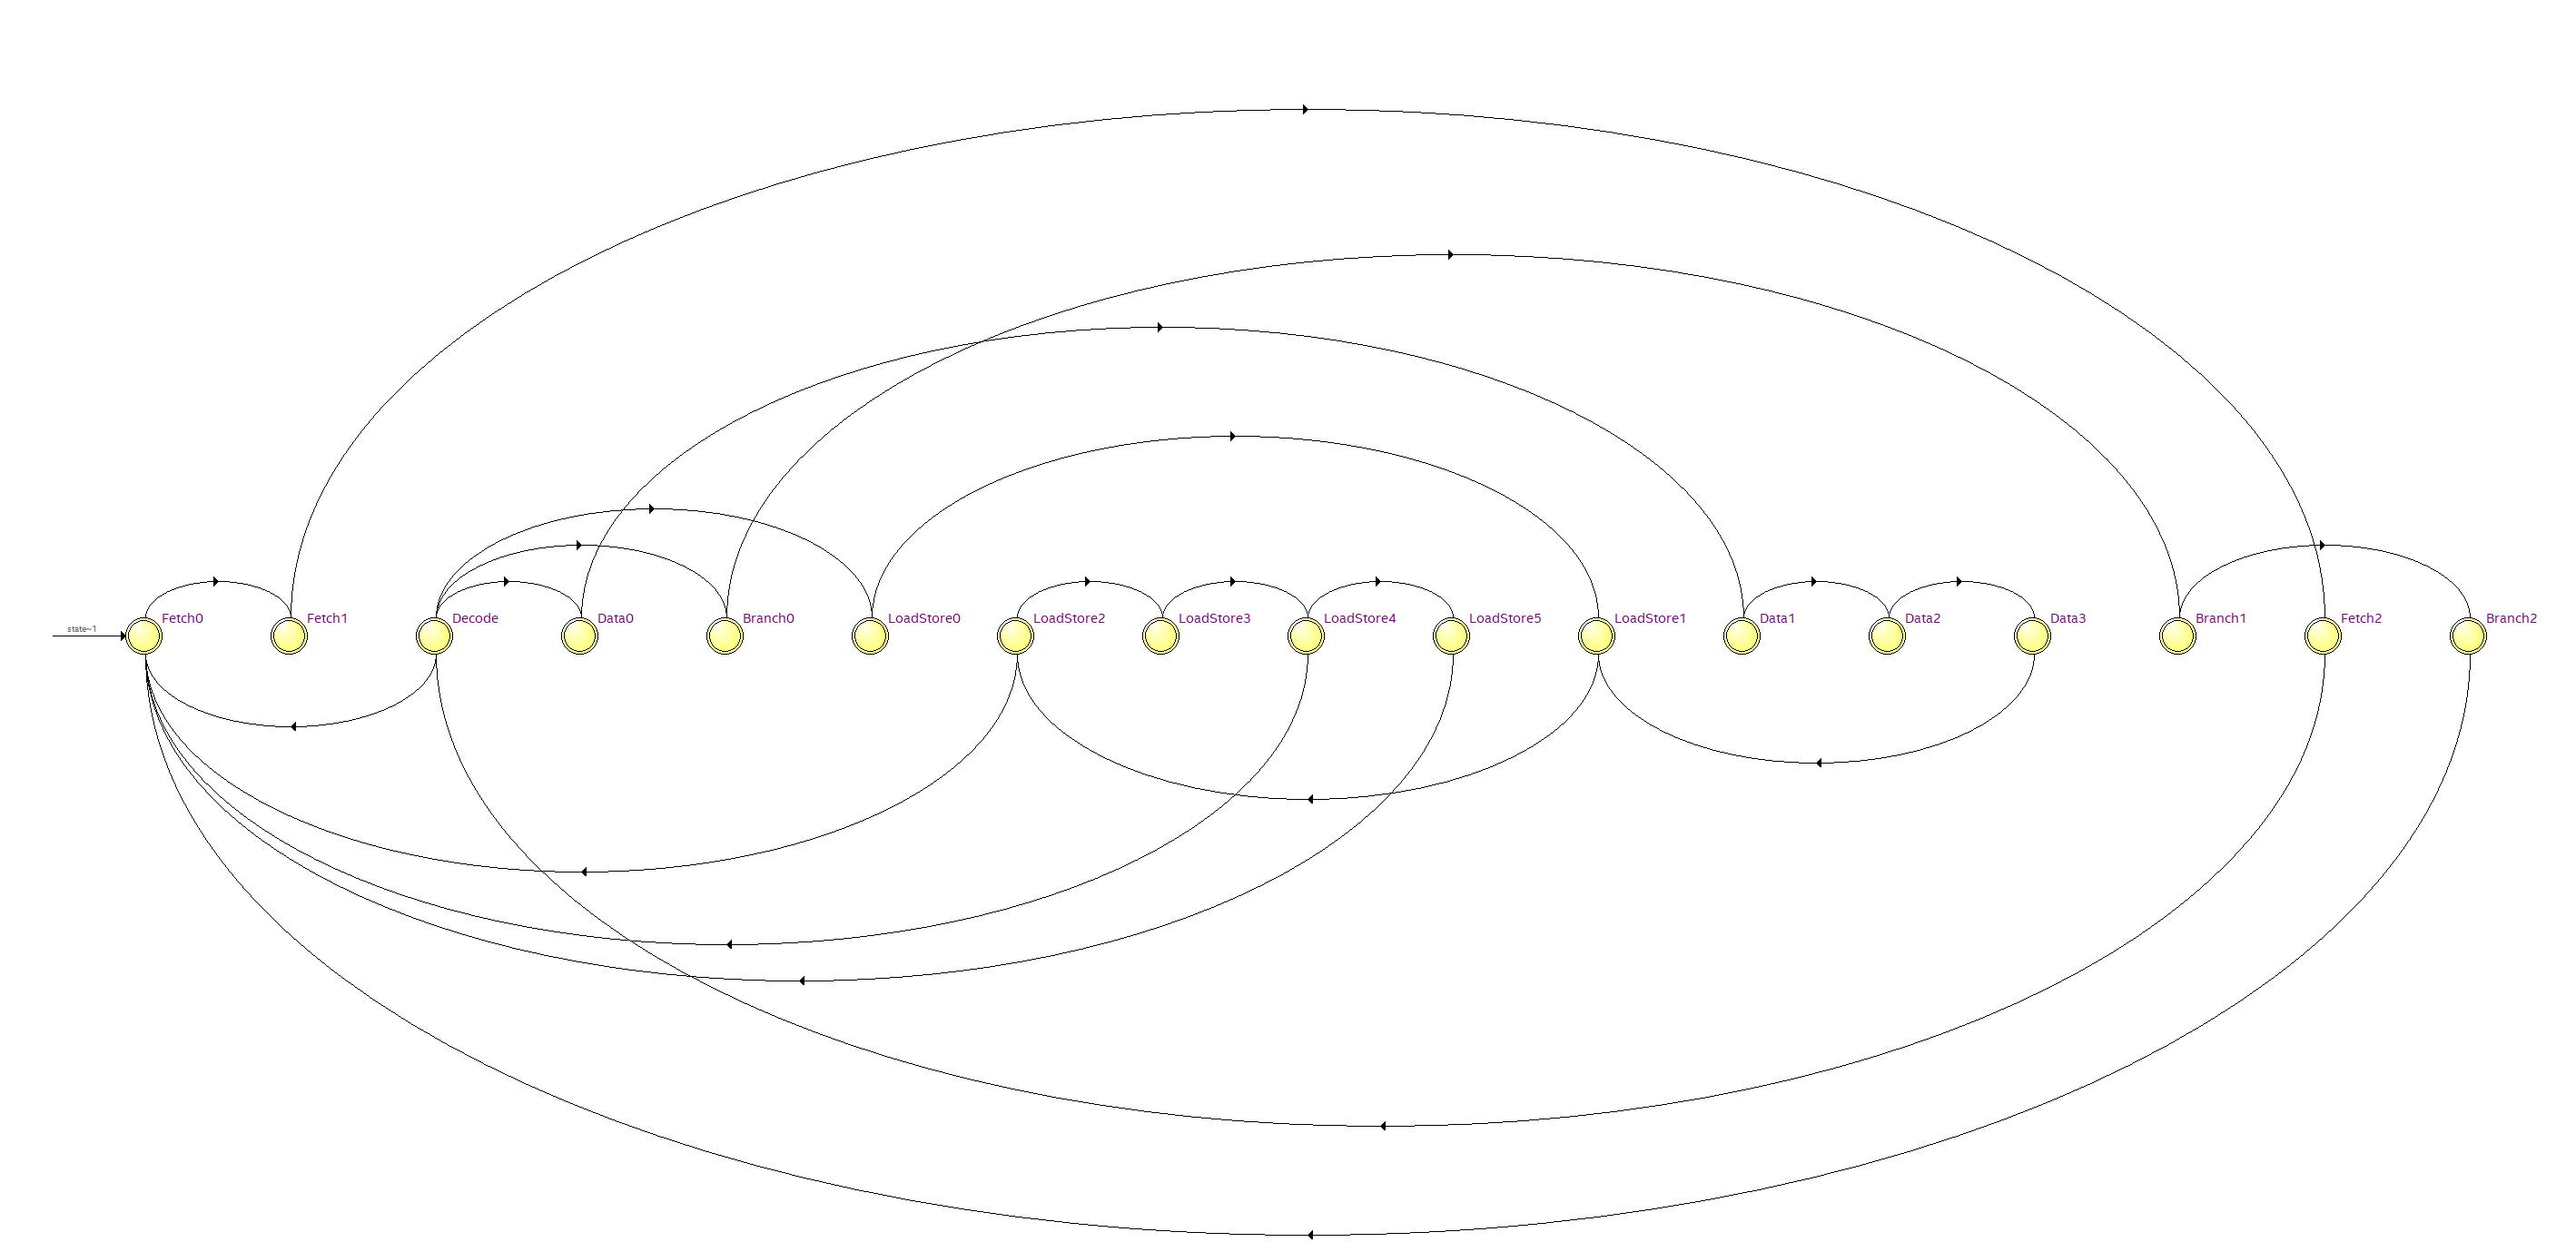 state~1
Fetch0
Fetch1
Decode
Data0
Branch0
LoadStore0
LoadStore2
LoadStore3
LoadStore4
LoadStore5
LoadStore1
Data1
Data2
Data3
Branch1
Fetch2
Branch2